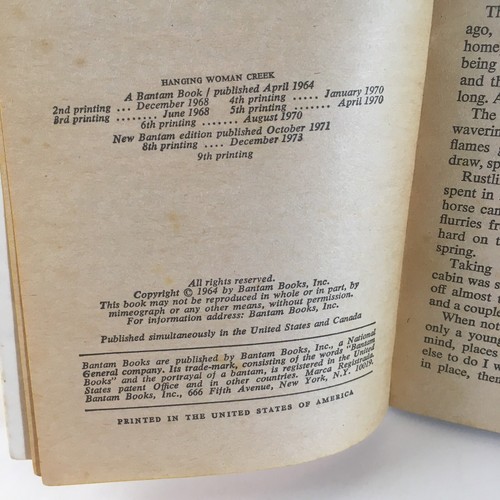 HANGING WOMAN CREEK
A Bantam Book / published April 1964
2nd printing .... December 1968 4th printing ..... January 1970
3rd printing ........ June 1968 5th printing ....... April 1970
6th printing ....... August 1970
New Bantam edition published October 1971
8th printing .... December 1973
9th printing
All rights reserved.
Copyright © 1964 by Bantam Books, Inc.
This book may not be reproduced in whole or in part, by
mimeograph or any other means, without permission.
For information address: Bantam Books, Inc.
Published simultaneously in the United States and Canada
Bantam Books are published by Bantam Books, Inc., a National
General company. Its trade-mark, consisting of the words "Bantam
Books" and the portrayal of a bantam, is registered in the United
States patent Office and in other countries. Marca Registrada.
Bantam Books, Inc., 666 Fifth Avenue, New York, N.Y. 10019.
PRINTED IN THE UNITED STATES OF AMERICA
ago,
home
being
and th
long. A
The
waverin
flames
draw, sp
Rustli
spent in
horse can
flurries fro
hard on t
spring.
Taking
cabin was s
off almost
and a couple
When nor
only a young
mind, places
else to do I w
in place, then